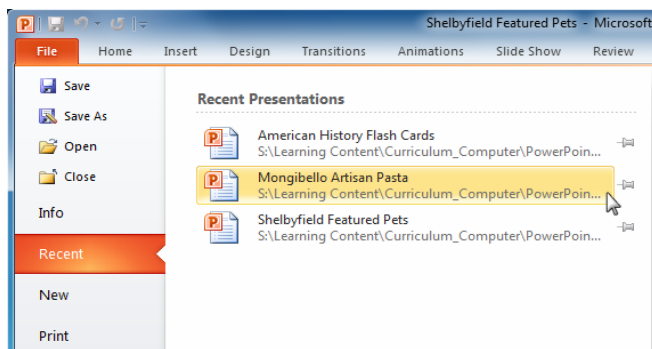 Shelbyfield Featured Pets - Microsoft
File Home Insert Design Transitions Animations Slide Show Review
Save
Save As
Open
Close
Info
Recent
New
Print
Recent Presentations
American History Flash Cards
S:\Learning Content\Curriculum_Computer\PowerPoin...
Mongibello Artisan Pasta
S:\Learning Content\Curriculum_Computer\PowerPoin...
Shelbyfield Featured Pets
S:\Learning Content\Curriculum_Computer\PowerPoin...